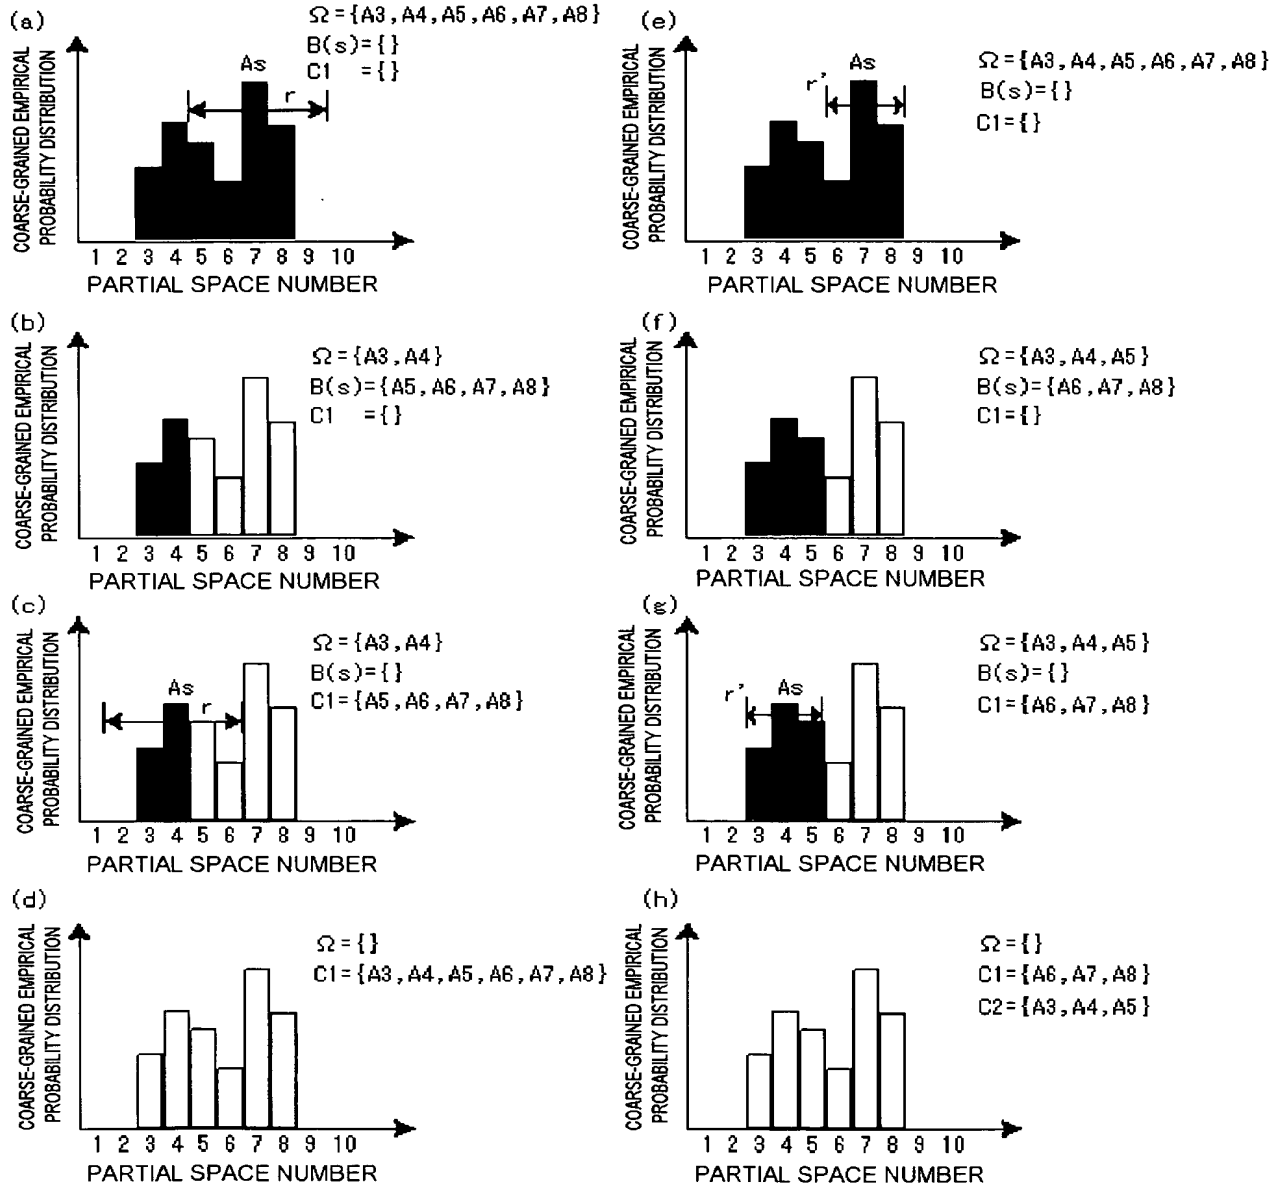 (a)
Ω={A3,A4,A5,A6,A7,A8}
B(s)={}
C1 ={}
As
r
COARSE-GRAINED EMPIRICAL
PROBABILITY DISTRIBUTION
1 2 3 4 5 6 7 8 9 10
PARTIAL SPACE NUMBER
(b)
Ω={A3,A4}
B(s)={A5,A6,A7,A8}
C1 ={}
COARSE-GRAINED EMPIRICAL
PROBABILITY DISTRIBUTION
1 2 3 4 5 6 7 8 9 10
PARTIAL SPACE NUMBER
(c)
Ω={A3,A4}
B(s)={}
C1={A5,A6,A7,A8}
As
r
COARSE-GRAINED EMPIRICAL
PROBABILITY DISTRIBUTION
1 2 3 4 5 6 7 8 9 10
PARTIAL SPACE NUMBER
(d)
Ω={}
C1={A3,A4,A5,A6,A7,A8}
COARSE-GRAINED EMPIRICAL
PROBABILITY DISTRIBUTION
1 2 3 4 5 6 7 8 9 10
PARTIAL SPACE NUMBER
(e)
Ω={A3,A4,A5,A6,A7,A8}
B(s)={}
C1={}
As
r'
COARSE-GRAINED EMPIRICAL
PROBABILITY DISTRIBUTION
1 2 3 4 5 6 7 8 9 10
PARTIAL SPACE NUMBER
(f)
Ω={A3,A4,A5}
B(s)={A6,A7,A8}
C1={}
COARSE-GRAINED EMPIRICAL
PROBABILITY DISTRIBUTION
1 2 3 4 5 6 7 8 9 10
PARTIAL SPACE NUMBER
(g)
Ω={A3,A4,A5}
B(s)={}
C1={A6,A7,A8}
r' As
COARSE-GRAINED EMPIRICAL
PROBABILITY DISTRIBUTION
1 2 3 4 5 6 7 8 9 10
PARTIAL SPACE NUMBER
(h)
Ω={}
C1={A6,A7,A8}
C2={A3,A4,A5}
COARSE-GRAINED EMPIRICAL
PROBABILITY DISTRIBUTION
1 2 3 4 5 6 7 8 9 10
PARTIAL SPACE NUMBER